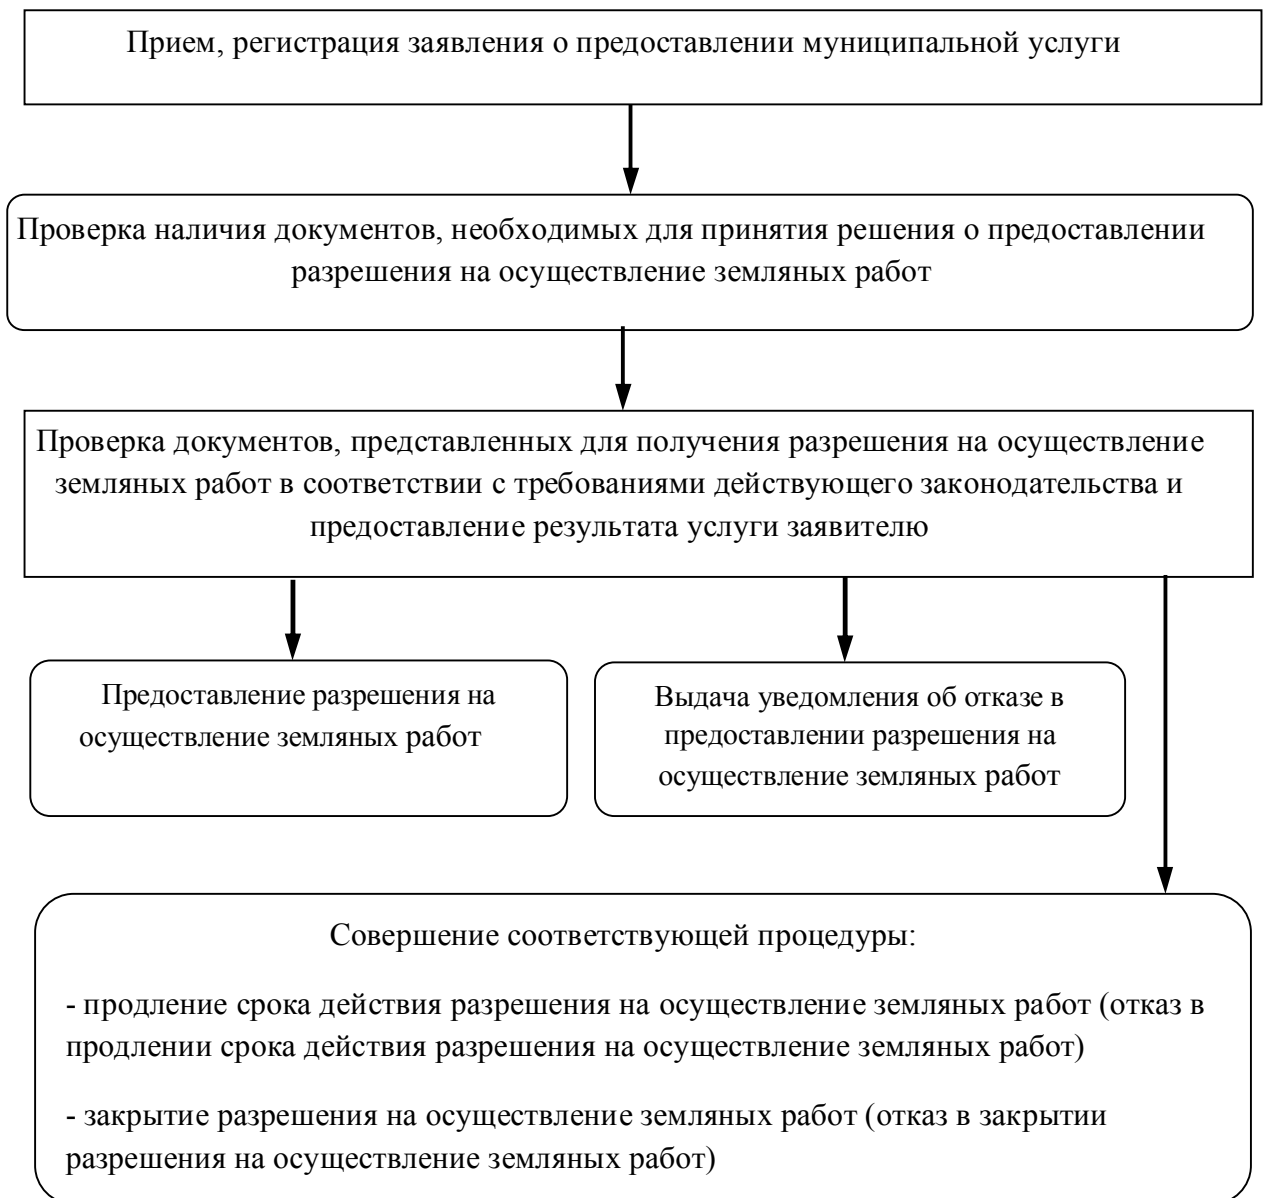 Прием, регистрация заявления о предоставлении муниципальной услуги
Проверка наличия документов, необходимых для принятия решения о предоставлении
разрешения на осуществление земляных работ
Проверка документов, представленных для получения разрешения на осуществление
земляных работ в соответствии с требованиями действующего законодательства и
предоставление результата услуги заявителю
Предоставление разрешения на
осуществление земляных работ
Выдача уведомления об отказе в
предоставлении разрешения на
осуществление земляных работ
Совершение соответствующей процедуры:
- продление срока действия разрешения на осуществление земляных работ (отказ в
продлении срока действия разрешения на осуществление земляных работ)
- закрытие разрешения на осуществление земляных работ (отказ в закрытии
разрешения на осуществление земляных работ)